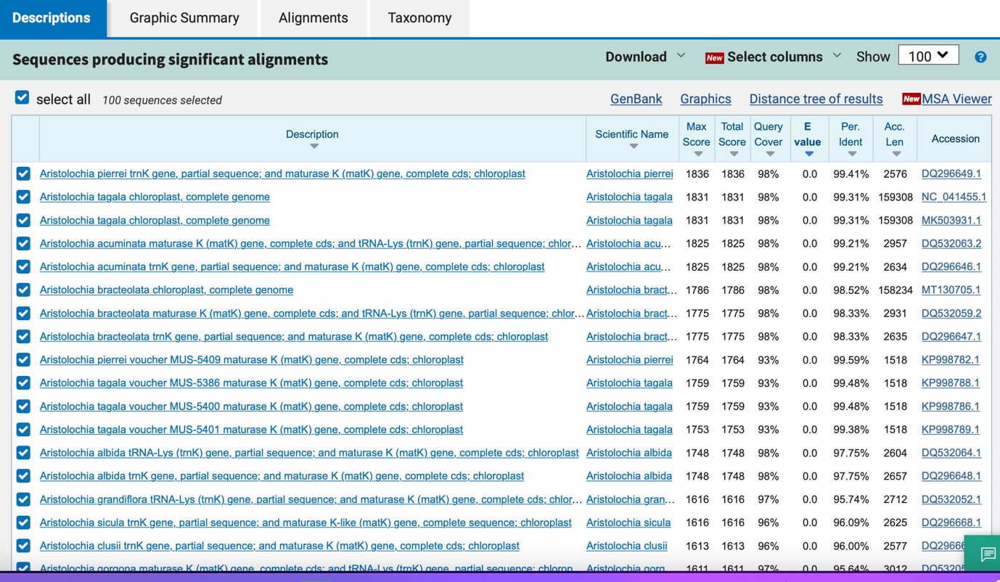 Descriptions Graphic Summary Alignments Taxonomy
Sequences producing significant alignments Download New Select columns Show 100 ?
select all 100 sequences selected GenBank Graphics Distance tree of results New MSA Viewer
Description Scientific Name Max Score Total Score Query Cover E value Per. Ident Acc. Len Accession
Aristolochia pierrei trnK gene, partial sequence; and maturase K (matK) gene, complete cds; chloroplast Aristolochia pierrei 1836 1836 98% 0.0 99.41% 2576 DQ296649.1
Aristolochia tagala chloroplast, complete genome Aristolochia tagala 1831 1831 98% 0.0 99.31% 159308 NC_041455.1
Aristolochia tagala chloroplast, complete genome Aristolochia tagala 1831 1831 98% 0.0 99.31% 159308 MK503931.1
Aristolochia acuminata maturase K (matK) gene, complete cds; and tRNA-Lys (trnK) gene, partial sequence; chlor... Aristolochia acu... 1825 1825 98% 0.0 99.21% 2957 DQ532063.2
Aristolochia acuminata trnK gene, partial sequence; and maturase K (matK) gene, complete cds; chloroplast Aristolochia acu... 1825 1825 98% 0.0 99.21% 2634 DQ296646.1
Aristolochia bracteolata chloroplast, complete genome Aristolochia bract... 1786 1786 98% 0.0 98.52% 158234 MT130705.1
Aristolochia bracteolata maturase K (matK) gene, complete cds; and tRNA-Lys (trnK) gene, partial sequence; chlor... Aristolochia bract... 1775 1775 98% 0.0 98.33% 2931 DQ532059.2
Aristolochia bracteolata trnK gene, partial sequence; and maturase K (matK) gene, complete cds; chloroplast Aristolochia bract... 1775 1775 98% 0.0 98.33% 2635 DQ296647.1
Aristolochia pierrei voucher MUS-5409 maturase K (matK) gene, complete cds; chloroplast Aristolochia pierrei 1764 1764 93% 0.0 99.59% 1518 KP998782.1
Aristolochia tagala voucher MUS-5386 maturase K (matK) gene, complete cds; chloroplast Aristolochia tagala 1759 1759 93% 0.0 99.48% 1518 KP998788.1
Aristolochia tagala voucher MUS-5400 maturase K (matK) gene, complete cds; chloroplast Aristolochia tagala 1759 1759 93% 0.0 99.48% 1518 KP998786.1
Aristolochia tagala voucher MUS-5401 maturase K (matK) gene, complete cds; chloroplast Aristolochia tagala 1753 1753 93% 0.0 99.38% 1518 KP998789.1
Aristolochia albida tRNA-Lys (trnK) gene, partial sequence; and maturase K (matK) gene, complete cds; chloroplast Aristolochia albida 1748 1748 98% 0.0 97.75% 2604 DQ532064.1
Aristolochia albida trnK gene, partial sequence; and maturase K (matK) gene, complete cds; chloroplast Aristolochia albida 1748 1748 98% 0.0 97.75% 2657 DQ296648.1
Aristolochia grandiflora tRNA-Lys (trnK) gene, partial sequence; and maturase K (matK) gene, complete cds; chlor... Aristolochia gran... 1616 1616 97% 0.0 95.74% 2712 DQ532052.1
Aristolochia sicula trnK gene, partial sequence; and maturase K-like (matK) gene, complete sequence; chloroplast Aristolochia sicula 1616 1616 96% 0.0 96.09% 2625 DQ296668.1
Aristolochia clusii trnK gene, partial sequence; and maturase K (matK) gene, complete cds; chloroplast Aristolochia clusii 1613 1613 96% 0.0 96.00% 2577 DQ2966
Aristolochia gorgona maturase K (matK) gene, complete cds; and tRNA-Lys (trnK) gene, partial sequence; chlorop... Aristolochia gorg... 1611 1611 97% 0.0 95.64% 3012 DQ5320